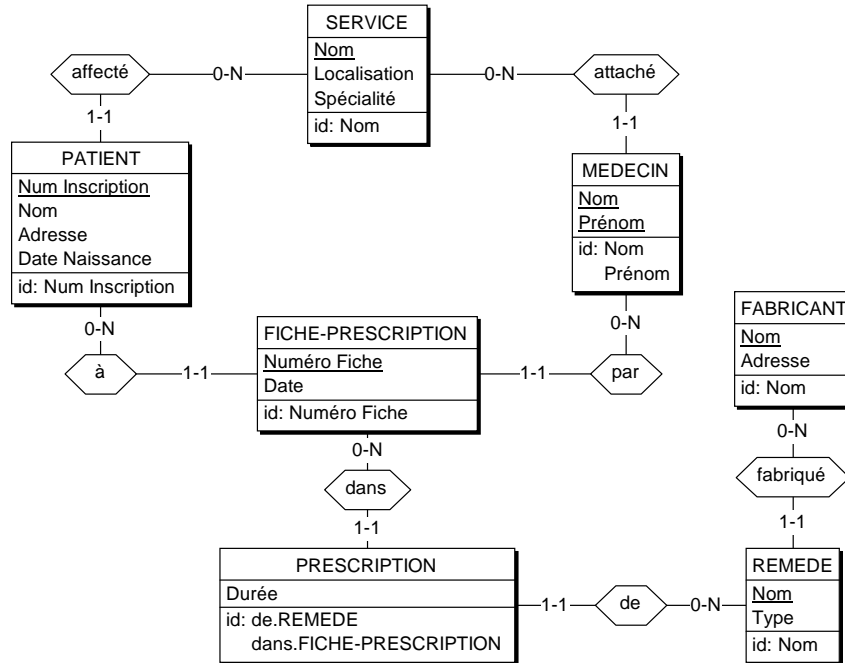 SERVICE
Nom
Localisation
Spécialité
id: Nom
affecté
0-N
0-N
attaché
1-1
1-1
PATIENT
Num Inscription
Nom
Adresse
Date Naissance
id: Num Inscription
MEDECIN
Nom
Prénom
id: Nom
Prénom
0-N
0-N
FICHE-PRESCRIPTION
Numéro Fiche
Date
id: Numéro Fiche
à
1-1
1-1
par
FABRICANT
Nom
Adresse
id: Nom
0-N
0-N
dans
fabriqué
1-1
1-1
PRESCRIPTION
Durée
id: de.REMEDE
dans.FICHE-PRESCRIPTION
1-1
de
0-N
REMEDE
Nom
Type
id: Nom